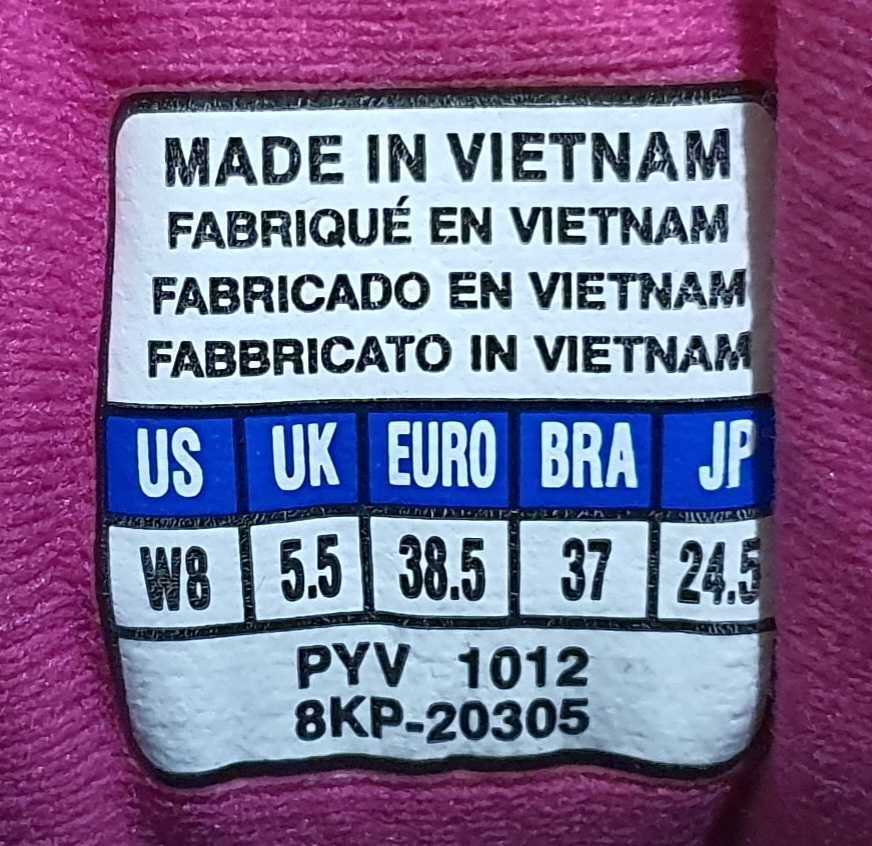 MADE IN VIETNAM
FABRIQUÉ EN VIETNAM
FABRICADO EN VIETNAM
FABBRICATO IN VIETNAM
US UK EURO BRA JP
W8 5.5 38.5 37 24.5
PYV 1012
8KP-20305